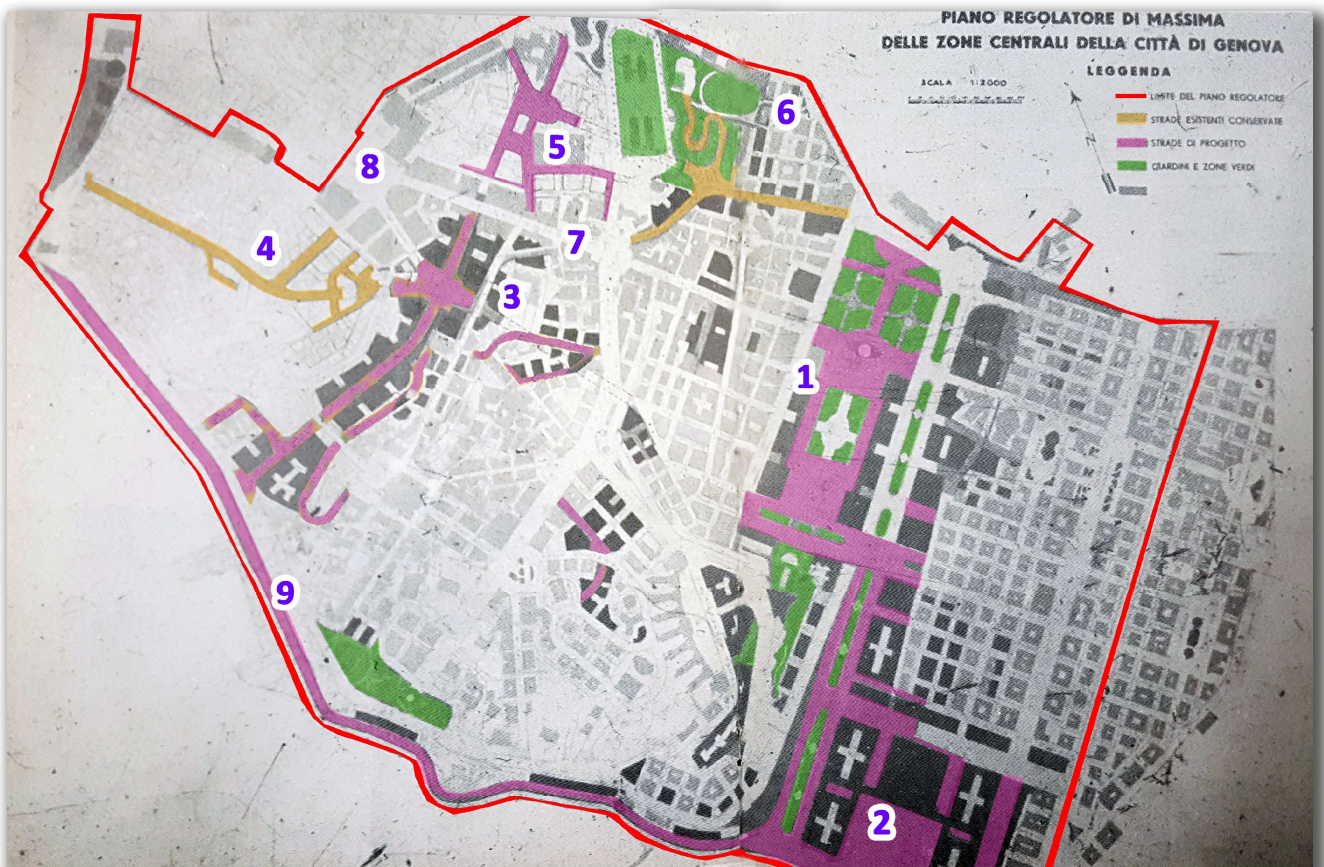 PIANO REGOLATORE DI MASSIMA
DELLE ZONE CENTRALI DELLA CITTÀ DI GENOVA
SCALA 1:2000
LEGGENDA
LIMITE DEL PIANO REGOLATORE
STRADE ESISTENTI CONSERVATE
STRADE DI PROGETTO
GIARDINI E ZONE VERDI
N
6
5
8
7
4
3
1
9
2